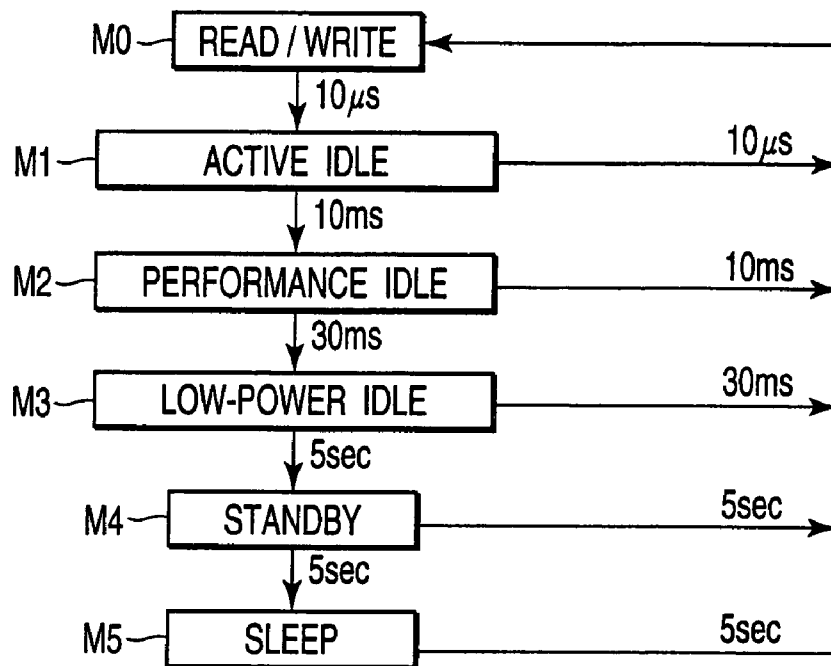 M0 READ / WRITE
10µs
M1 ACTIVE IDLE 10µs
10ms
M2 PERFORMANCE IDLE 10ms
30ms
M3 LOW-POWER IDLE 30ms
5sec
M4 STANDBY 5sec
5sec
M5 SLEEP 5sec